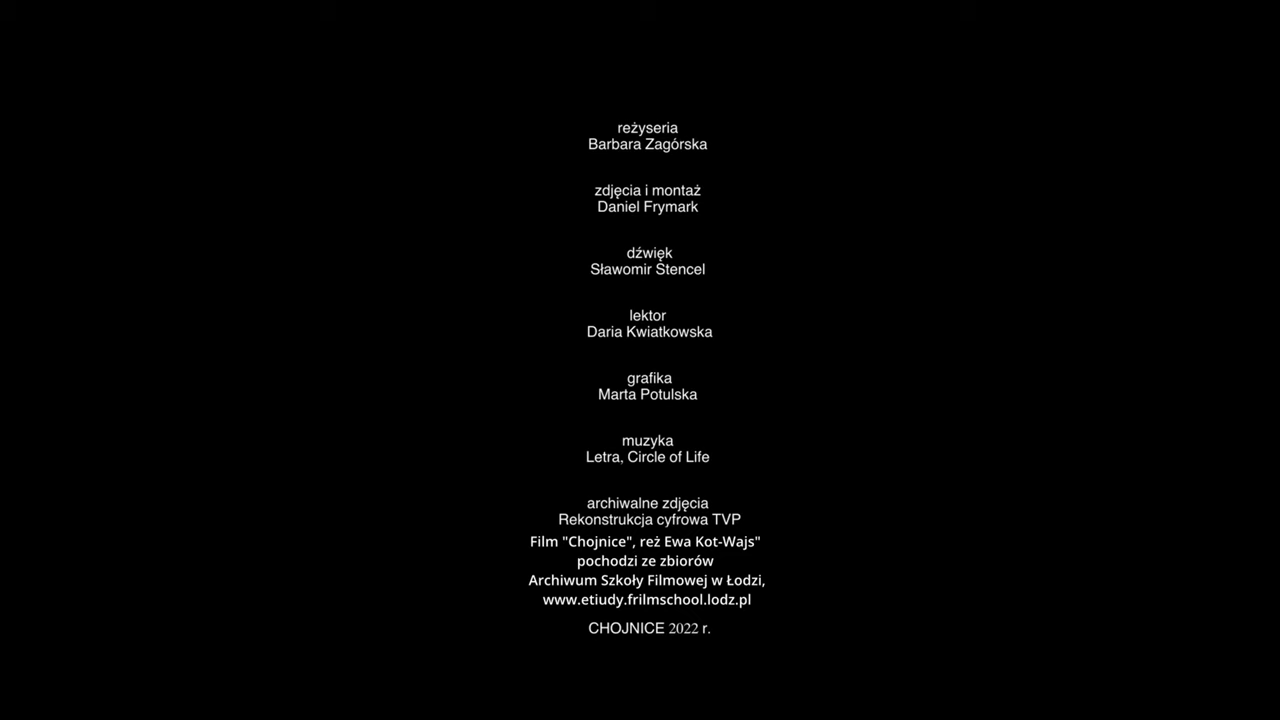 reżyseria
Barbara Zagórska
zdjęcia i montaż
Daniel Frymark
dźwięk
Sławomir Stencel
lektor
Daria Kwiatkowska
grafika
Marta Potulska
muzyka
Letra, Circle of Life
archiwalne zdjęcia
Rekonstrukcja cyfrowa TVP
Film "Chojnice", reż Ewa Kot-Wajs"
pochodzi ze zbiorów
Archiwum Szkoły Filmowej w Łodzi,
www.etiudy.frilmschool.lodz.pl
CHOJNICE 2022 r.